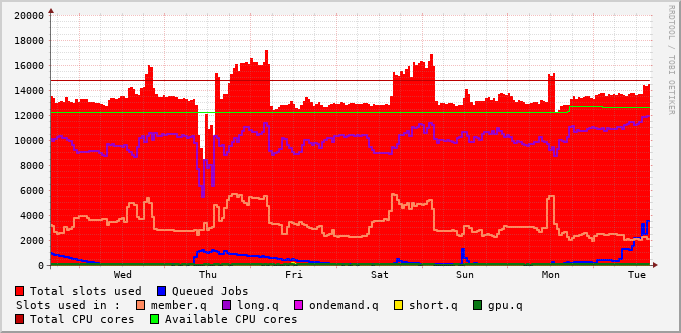 RRDTOOL / TOBI OETIKER
20000
18000
16000
14000
12000
10000
8000
6000
4000
2000
0
Wed Thu Fri Sat Sun Mon Tue
Total slots used Queued Jobs
Slots used in : member.q long.q ondemand.q short.q gpu.q
Total CPU cores Available CPU cores